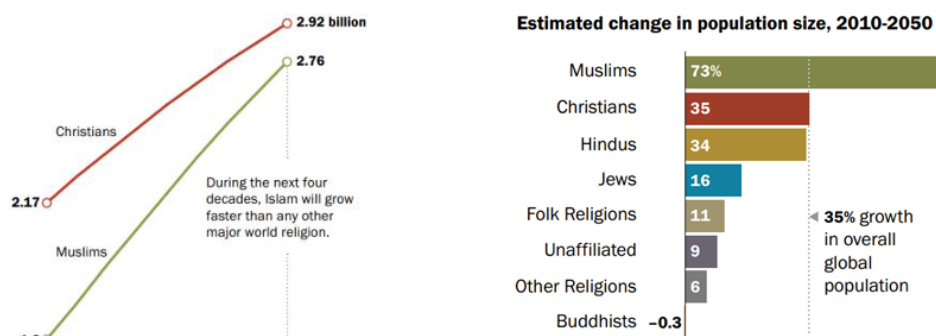 2.92 billion
2.76
Christians
2.17
During the next four
decades, Islam will grow
faster than any other
major world religion.
Muslims
Estimated change in population size, 2010-2050
Muslims 73%
Christians 35
Hindus 34
Jews 16
Folk Religions 11
Unaffiliated 9
Other Religions 6
Buddhists –0.3
35% growth
in overall
global
population